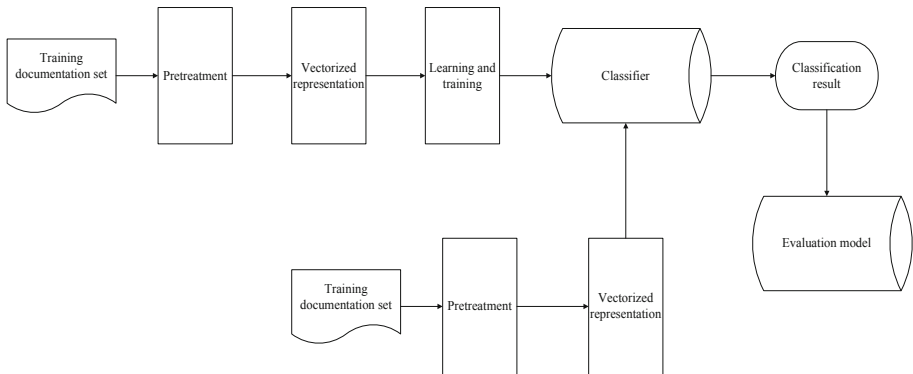 Training
documentation set
Pretreatment
Vectorized
representation
Learning and
training
Classifier
Classification
result
Evaluation model
Training
documentation set
Pretreatment
Vectorized
representation